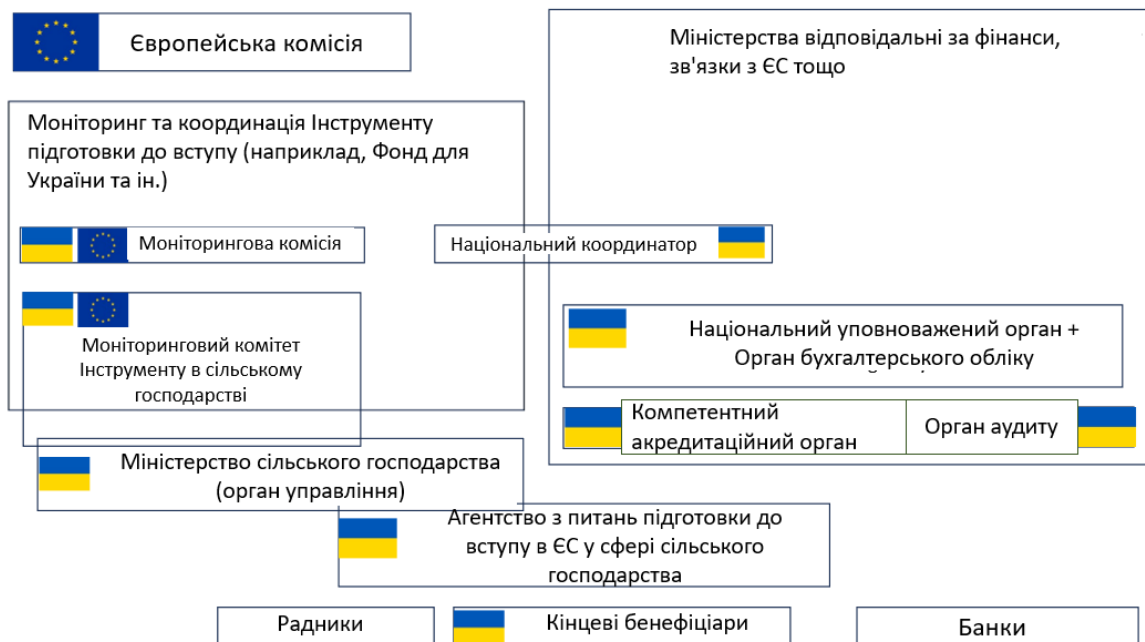 Європейська комісія
Міністерства відповідальні за фінанси,
зв'язки з ЄС тощо
Моніторинг та координація Інструменту
підготовки до вступу (наприклад, Фонд для
України та ін.)
Моніторингова комісія
Національний координатор
Моніторинговий комітет
Інструменту в сільському
господарстві
Національний уповноважений орган +
Орган бухгалтерського обліку
Компетентний
акредитаційний орган
Орган аудиту
Міністерство сільського господарства
(орган управління)
Агентство з питань підготовки до
вступу в ЄС у сфері сільського
господарства
Радники
Кінцеві бенефіціари
Банки